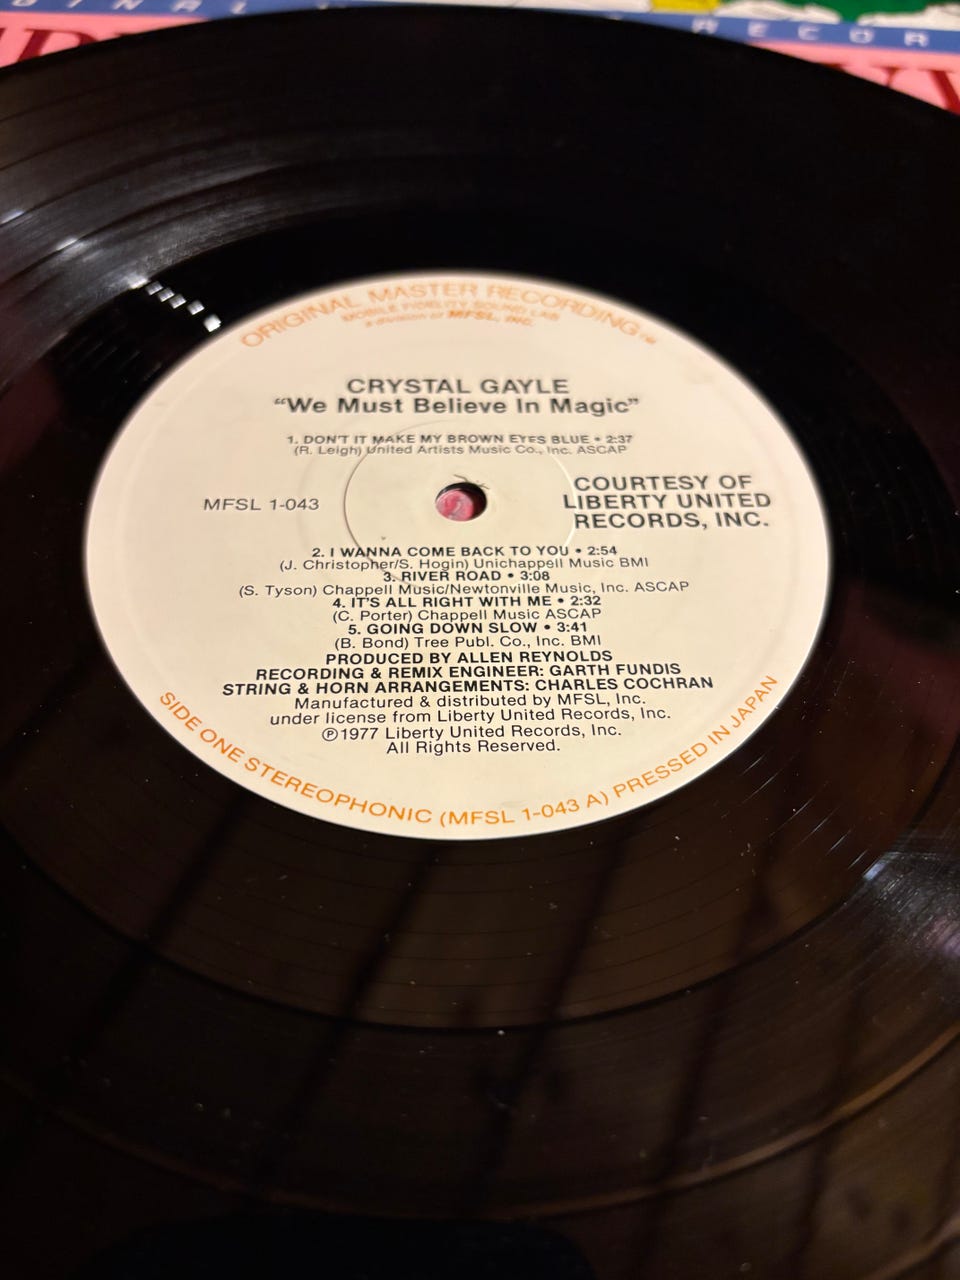 RECOR
ORIGINAL MASTER RECORDING™
MOBILE FIDELITY SOUND LAB
a division of MFSL, INC.
CRYSTAL GAYLE
“We Must Believe In Magic”
1. DON'T IT MAKE MY BROWN EYES BLUE • 2:37
(R. Leigh) United Artists Music Co., Inc. ASCAP
MFSL 1-043
COURTESY OF
LIBERTY UNITED
RECORDS, INC.
2. I WANNA COME BACK TO YOU • 2:54
(J. Christopher/S. Hogin) Unichappell Music BMI
3. RIVER ROAD • 3:08
(S. Tyson) Chappell Music/Newtonville Music, Inc. ASCAP
4. IT'S ALL RIGHT WITH ME • 2:32
(C. Porter) Chappell Music ASCAP
5. GOING DOWN SLOW • 3:41
(B. Bond) Tree Publ. Co., Inc. BMI
PRODUCED BY ALLEN REYNOLDS
RECORDING & REMIX ENGINEER: GARTH FUNDIS
STRING & HORN ARRANGEMENTS: CHARLES COCHRAN
Manufactured & distributed by MFSL, Inc.
under license from Liberty United Records, Inc.
℗1977 Liberty United Records, Inc.
All Rights Reserved.
SIDE ONE STEREOPHONIC (MFSL 1-043 A) PRESSED IN JAPAN